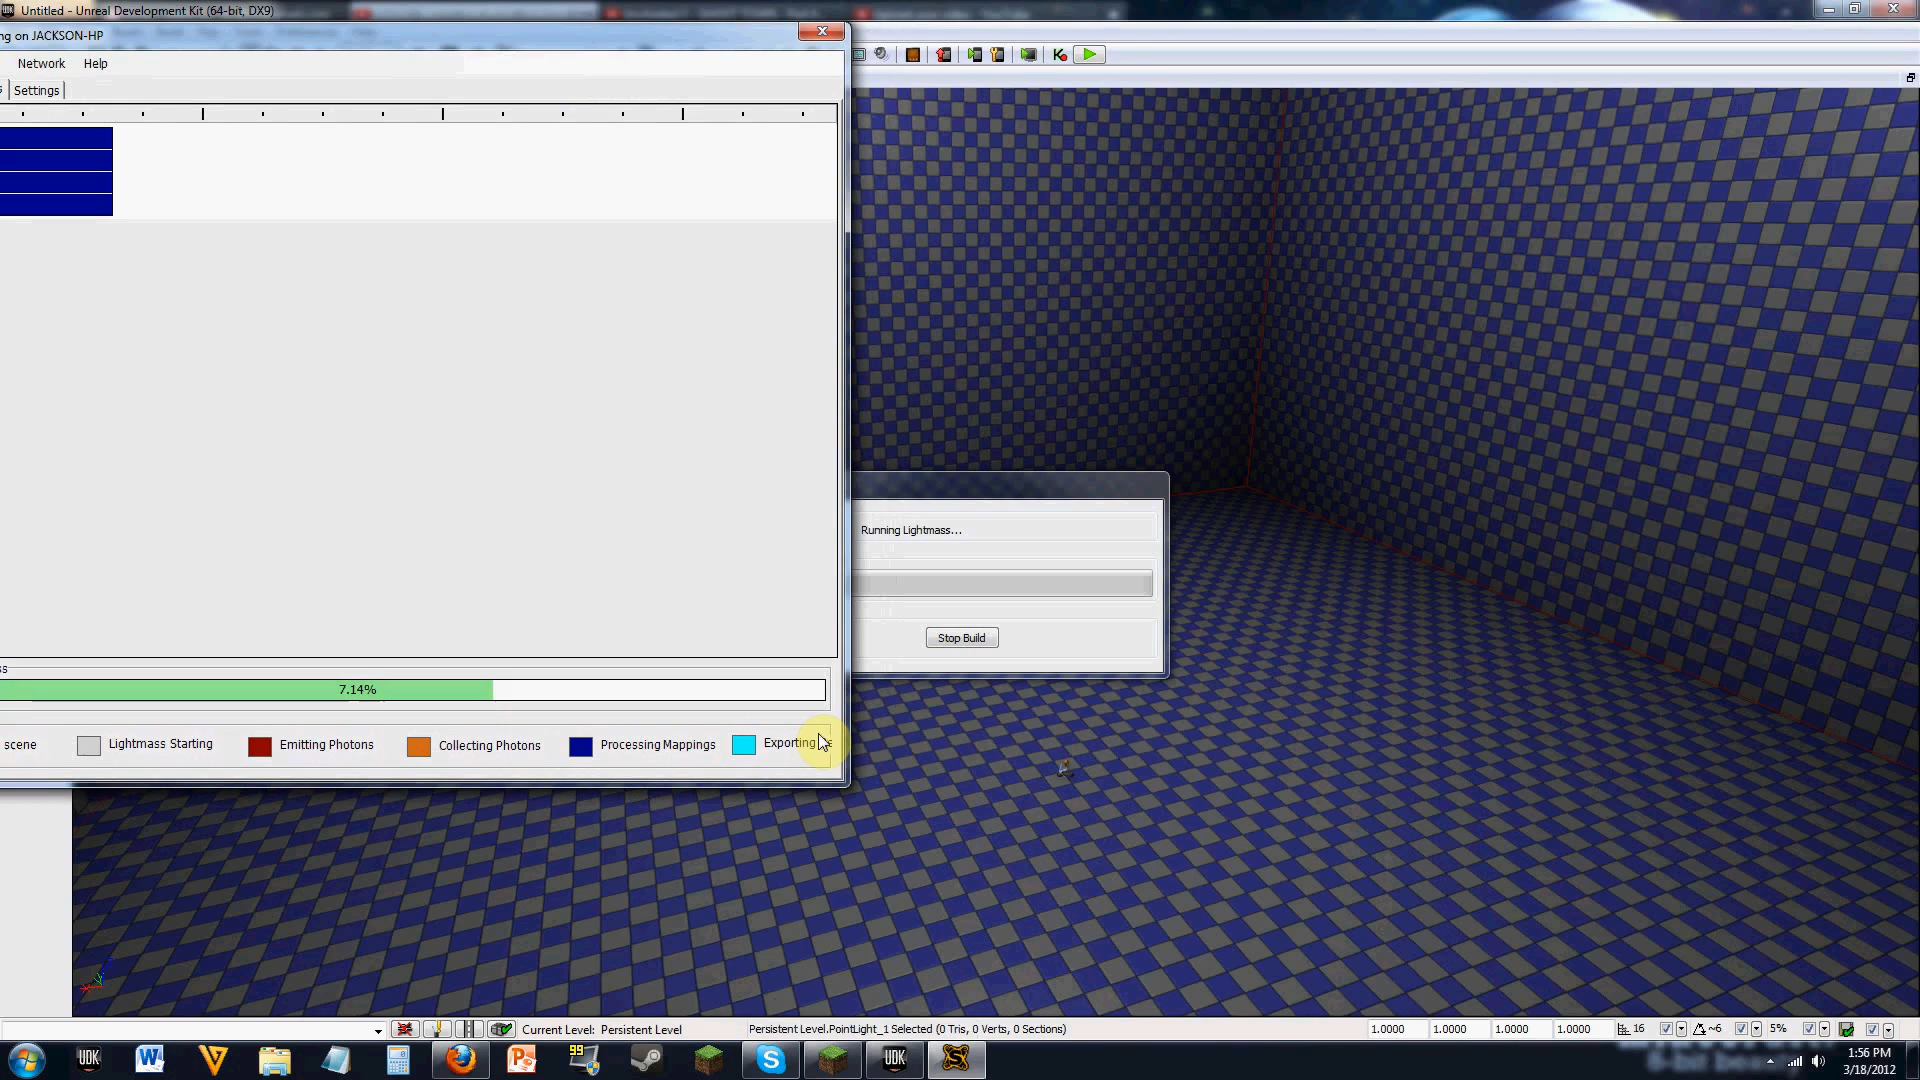 Untitled - Unreal Development Kit (64-bit, DX9)
ng on JACKSON-HP
Network Help
Settings
Running Lightmass...
Stop Build
7.14%
scene Lightmass Starting Emitting Photons Collecting Photons Processing Mappings Exporting
Current Level: Persistent Level Persistent Level.PointLight_1 Selected (0 Tris, 0 Verts, 0 Sections) 1.0000 1.0000 1.0000 1.0000 16 ~6 5%
UDK 99 UDK
1:56 PM
3/18/2012